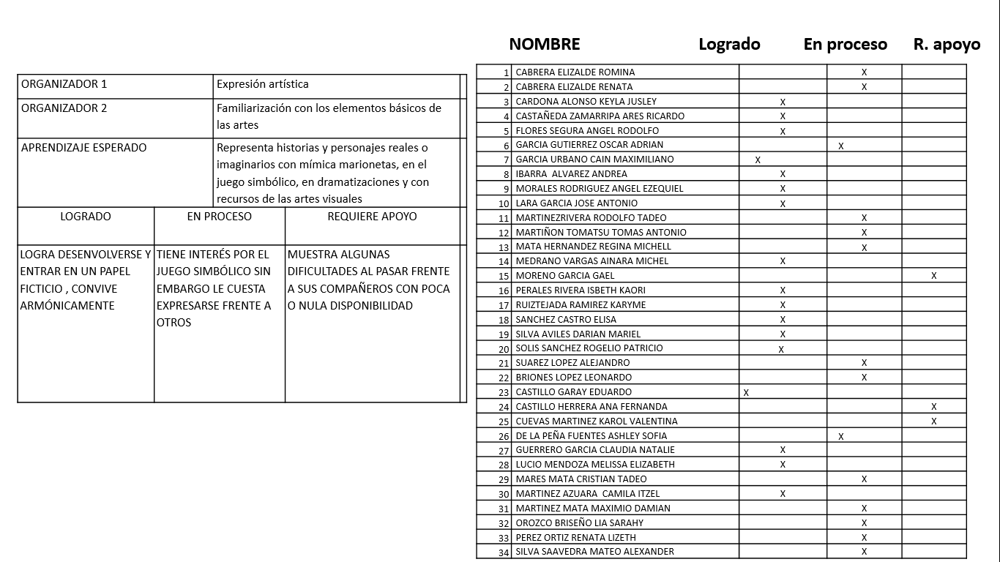 ORGANIZADOR 1 Expresión artística
ORGANIZADOR 2 Familiarización con los elementos básicos de
las artes
APRENDIZAJE ESPERADO Representa historias y personajes reales o
imaginarios con mímica marionetas, en el
juego simbólico, en dramatizaciones y con
recursos de las artes visuales
LOGRADO EN PROCESO REQUIERE APOYO
LOGRA DESENVOLVERSE Y
ENTRAR EN UN PAPEL
FICTICIO , CONVIVE
ARMÓNICAMENTE
TIENE INTERÉS POR EL
JUEGO SIMBÓLICO SIN
EMBARGO LE CUESTA
EXPRESARSE FRENTE A
OTROS
MUESTRA ALGUNAS
DIFICULTADES AL PASAR FRENTE
A SUS COMPAÑEROS CON POCA
O NULA DISPONIBILIDAD
NOMBRE Logrado En proceso R. apoyo
1 CABRERA ELIZALDE ROMINA X
2 CABRERA ELIZALDE RENATA X
3 CARDONA ALONSO KEYLA JUSLEY X
4 CASTAÑEDA ZAMARRIPA ARES RICARDO X
5 FLORES SEGURA ANGEL RODOLFO X
6 GARCIA GUTIERREZ OSCAR ADRIAN X
7 GARCIA URBANO CAIN MAXIMILIANO X
8 IBARRA ALVAREZ ANDREA X
9 MORALES RODRIGUEZ ANGEL EZEQUIEL X
10 LARA GARCIA JOSE ANTONIO X
11 MARTINEZRIVERA RODOLFO TADEO X
12 MARTIÑON TOMATSU TOMAS ANTONIO X
13 MATA HERNANDEZ REGINA MICHELL X
14 MEDRANO VARGAS AINARA MICHEL X
15 MORENO GARCIA GAEL X
16 PERALES RIVERA ISBETH KAORI X
17 RUIZTEJADA RAMIREZ KARYME X
18 SANCHEZ CASTRO ELISA X
19 SILVA AVILES DARIAN MARIEL X
20 SOLIS SANCHEZ ROGELIO PATRICIO X
21 SUAREZ LOPEZ ALEJANDRO X
22 BRIONES LOPEZ LEONARDO X
23 CASTILLO GARAY EDUARDO X
24 CASTILLO HERRERA ANA FERNANDA X
25 CUEVAS MARTINEZ KAROL VALENTINA X
26 DE LA PEÑA FUENTES ASHLEY SOFIA X
27 GUERRERO GARCIA CLAUDIA NATALIE X
28 LUCIO MENDOZA MELISSA ELIZABETH X
29 MARES MATA CRISTIAN TADEO X
30 MARTINEZ AZUARA CAMILA ITZEL X
31 MARTINEZ MATA MAXIMIO DAMIAN X
32 OROZCO BRISEÑO LIA SARAHY X
33 PEREZ ORTIZ RENATA LIZETH X
34 SILVA SAAVEDRA MATEO ALEXANDER X